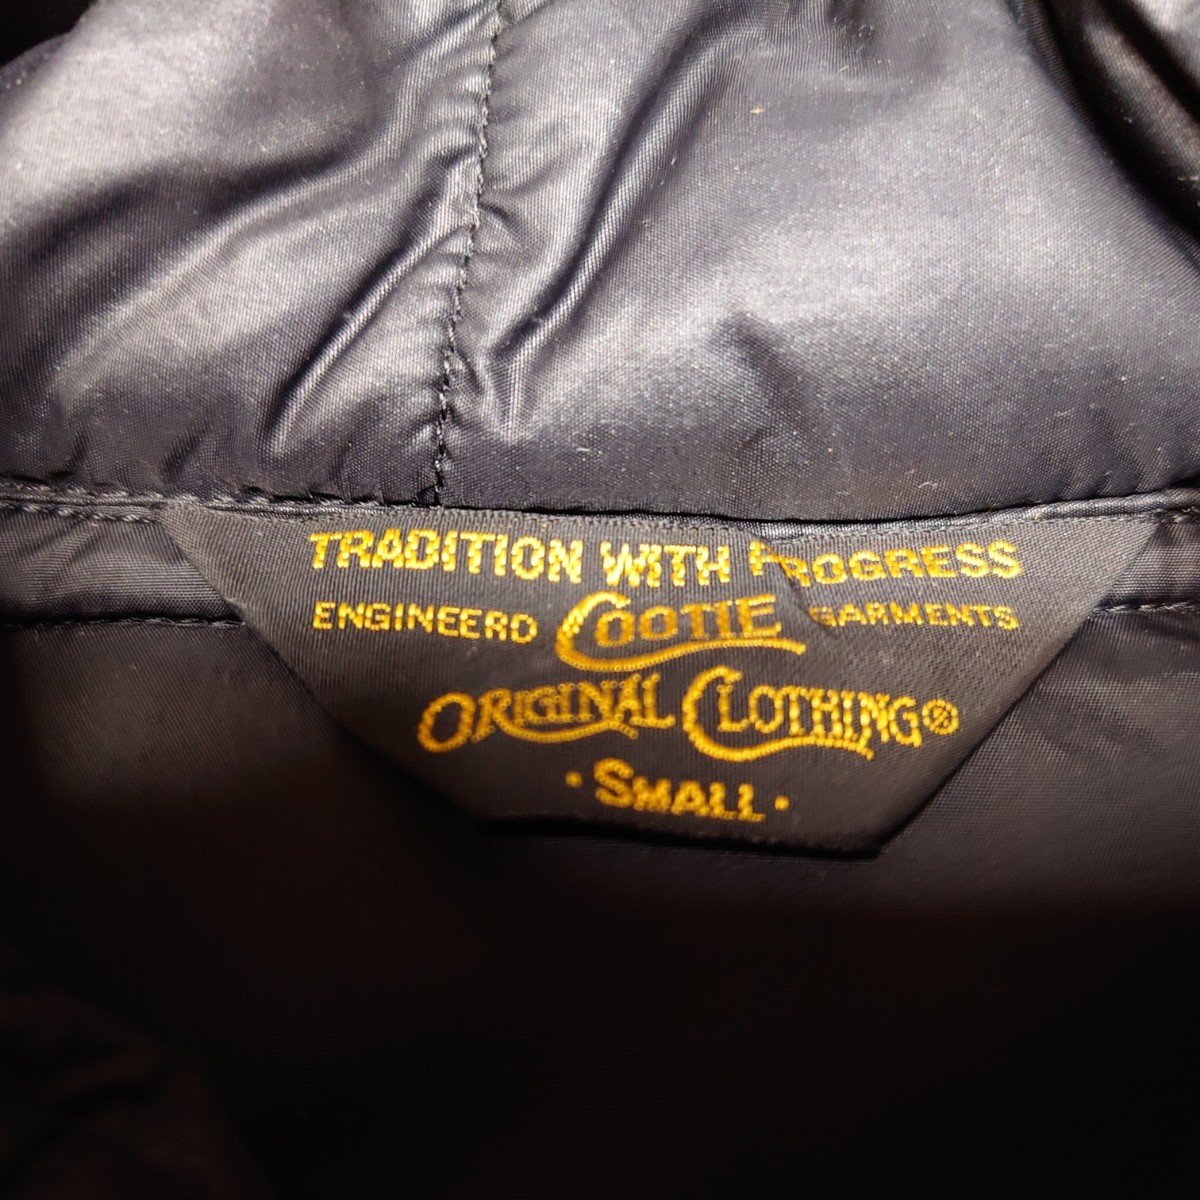 TRADITION WITH PROGRESS
ENGINEERD COOTIE GARMENTS
ORIGINAL CLOTHING®
· SMALL ·